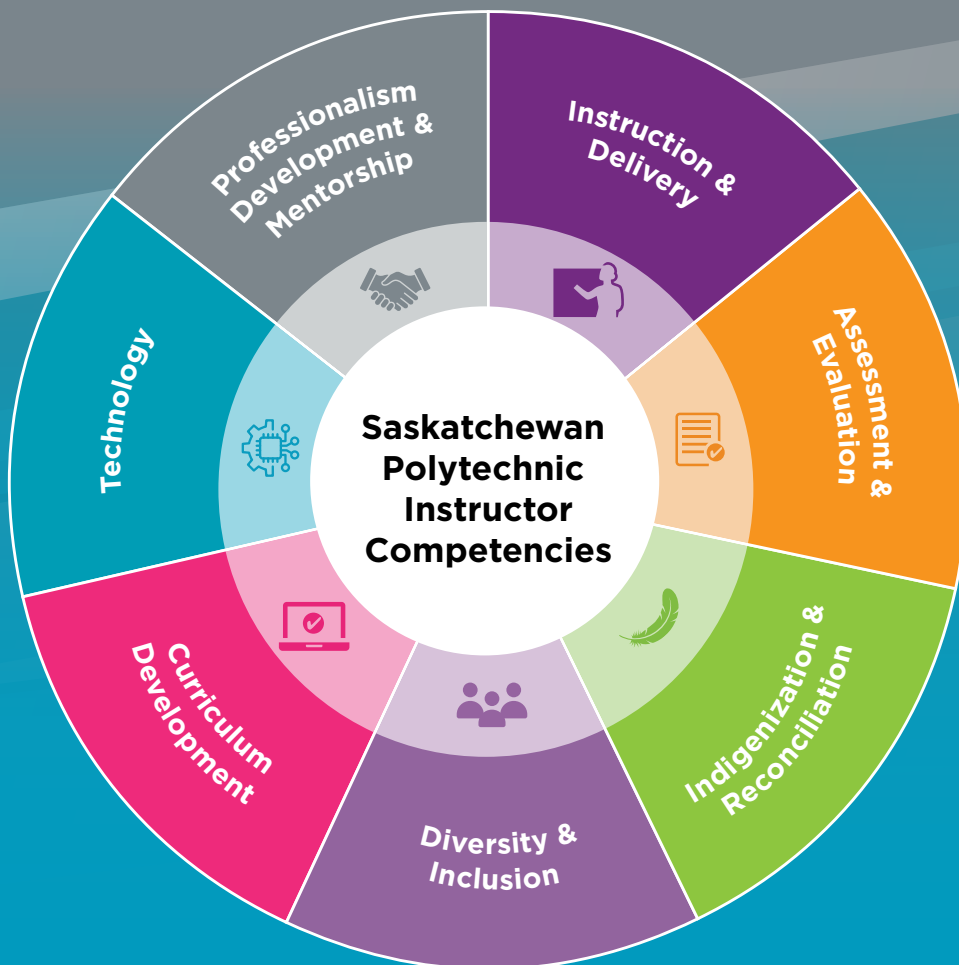 Saskatchewan
Polytechnic
Instructor
Competencies
Instruction &
Delivery
Assessment &
Evaluation
Indigenization &
Reconciliation
Diversity &
Inclusion
Curriculum
Development
Technology
Professionalism
Development &
Mentorship